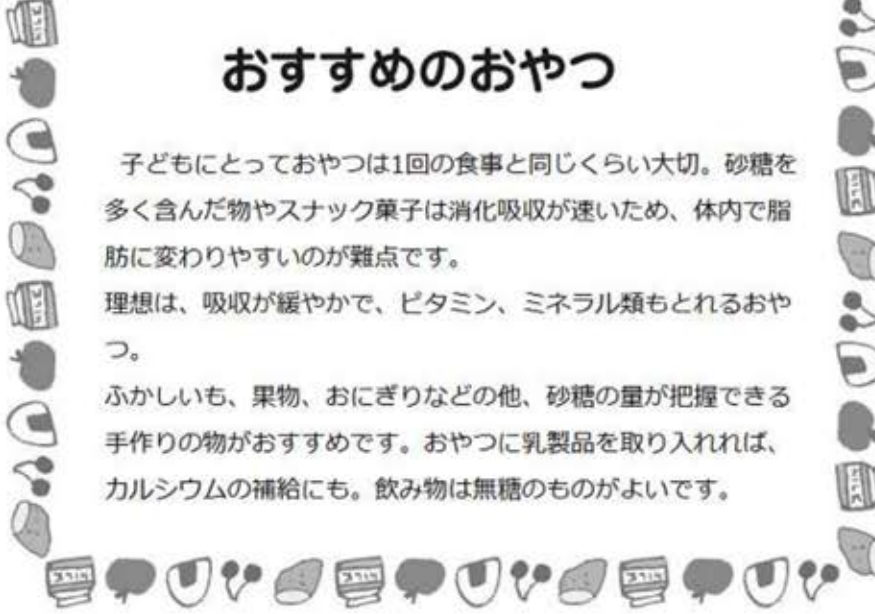 おすすめのおやつ
子どもにとっておやつは1回の食事と同じくらい大切。砂糖を
多く含んだ物やスナック菓子は消化吸収が速いため、体内で脂
肪に変わりやすいのが難点です。
理想は、吸収が緩やかで、ビタミン、ミネラル類もとれるおや
つ。
ふかしいも、果物、おにぎりなどの他、砂糖の量が把握できる
手作りの物がおすすめです。おやつに乳製品を取り入れれば、
カルシウムの補給にも。飲み物は無糖のものがよいです。